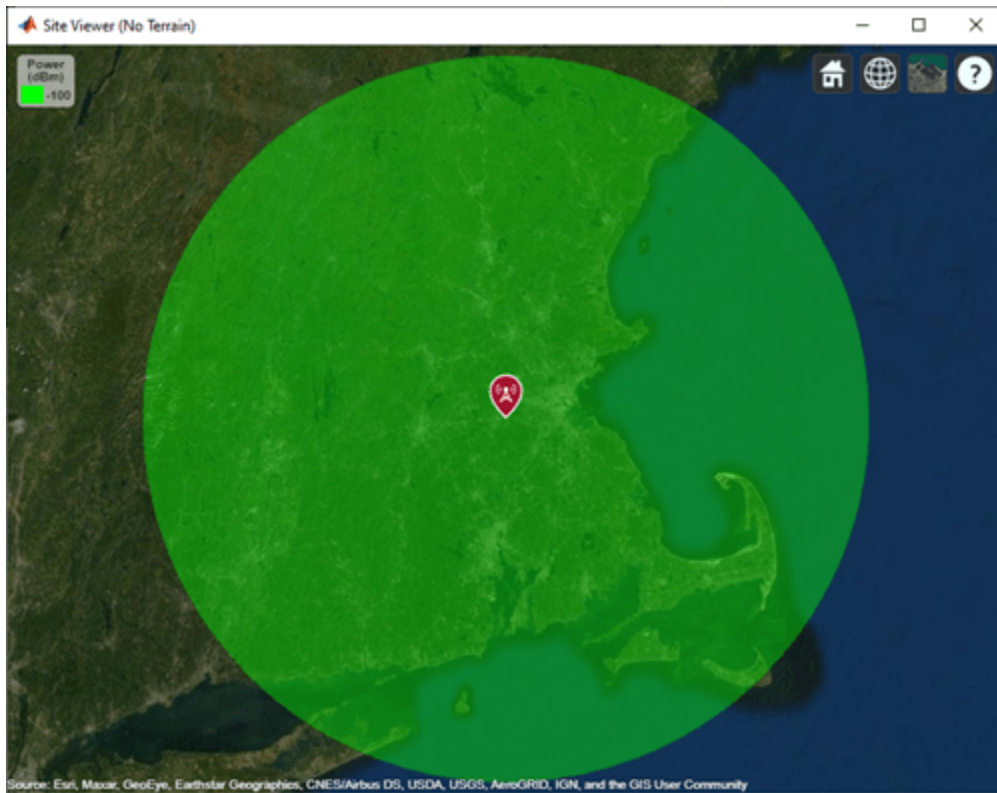 Site Viewer (No Terrain)
Power
(dBm)
-100
?
Source: Esri, Maxar, GeoEye, Earthstar Geographics, CNES/Airbus DS, USDA, USGS, AeroGRID, IGN, and the GIS User Community